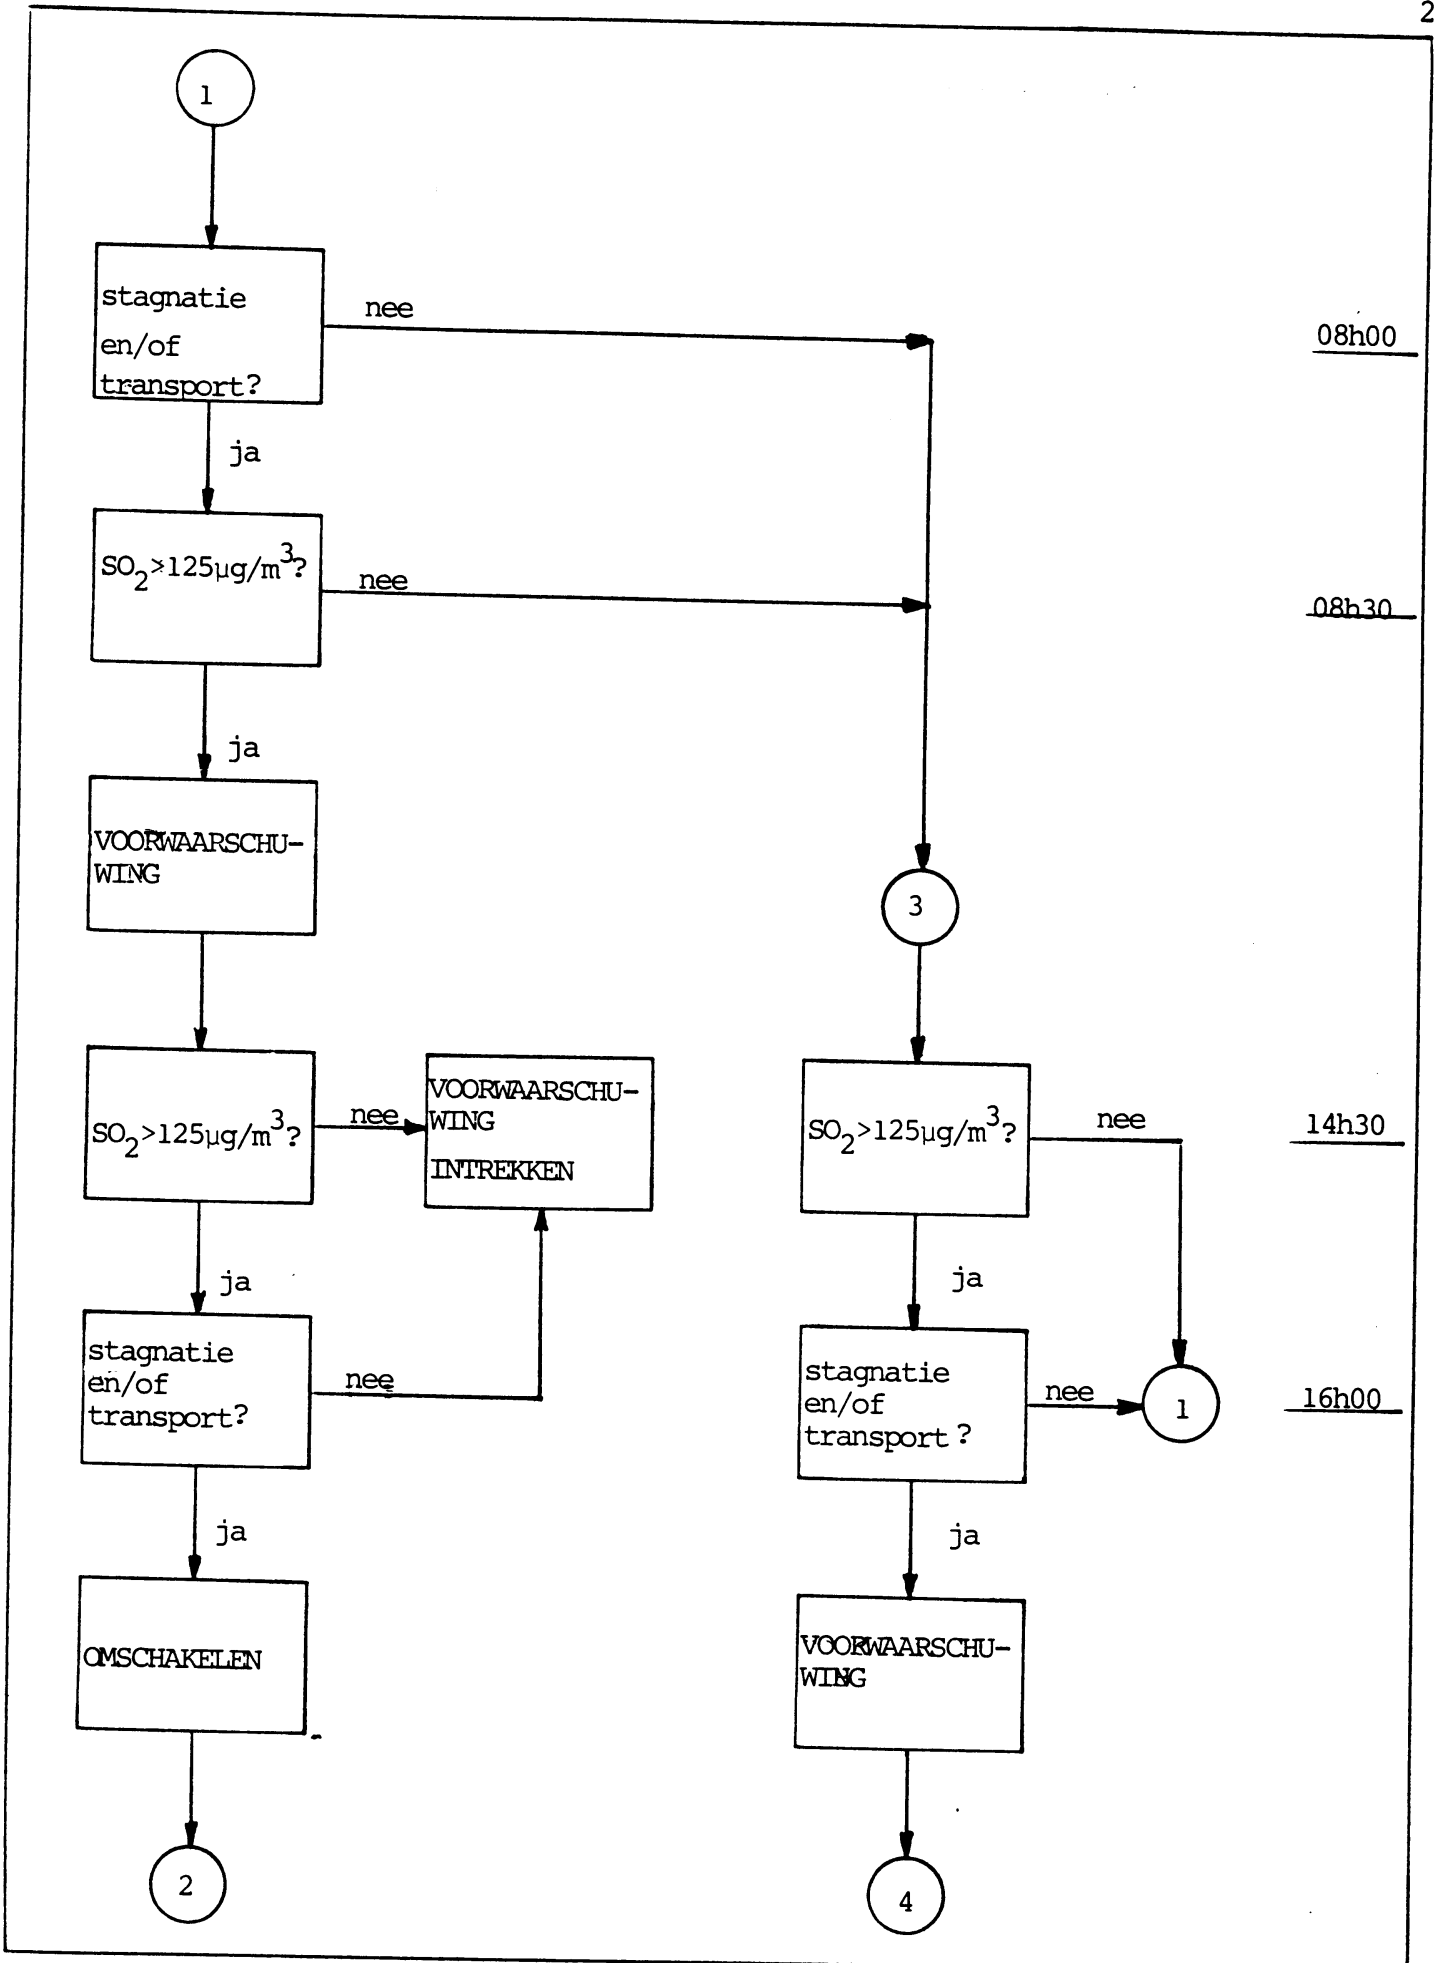 2
1
stagnatie
en/of
transport?
nee
08h00
ja
SO2>125µg/m3?
nee
08h30
ja
VOORWAARSCHU-
WING
3
SO2>125µg/m3?
nee
VOORWAARSCHU-
WING
INTREKKEN
SO2>125µg/m3?
nee
14h30
ja
ja
stagnatie
en/of
transport?
nee
stagnatie
en/of
transport ?
nee
1
16h00
ja
ja
OMSCHAKELEN
VOORWAARSCHU-
WING
2
4